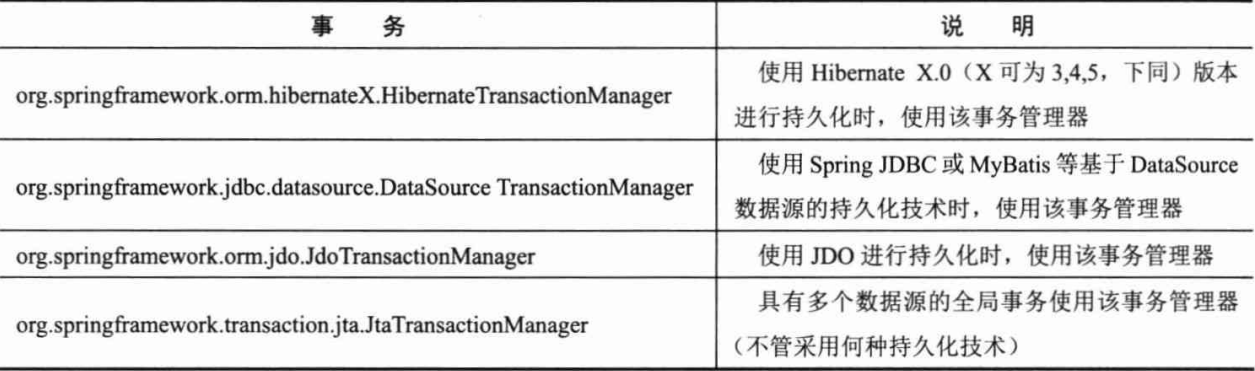 事 务
说 明
org.springframework.orm.hibernateX.HibernateTransactionManager
使用 Hibernate X.0（X 可为 3,4,5，下同）版本
进行持久化时，使用该事务管理器
org.springframework.jdbc.datasource.DataSource TransactionManager
使用 Spring JDBC 或 MyBatis 等基于 DataSource
数据源的持久化技术时，使用该事务管理器
org.springframework.orm.jdo.JdoTransactionManager
使用 JDO 进行持久化时，使用该事务管理器
org.springframework.transaction.jta.JtaTransactionManager
具有多个数据源的全局事务使用该事务管理器
（不管采用何种持久化技术）